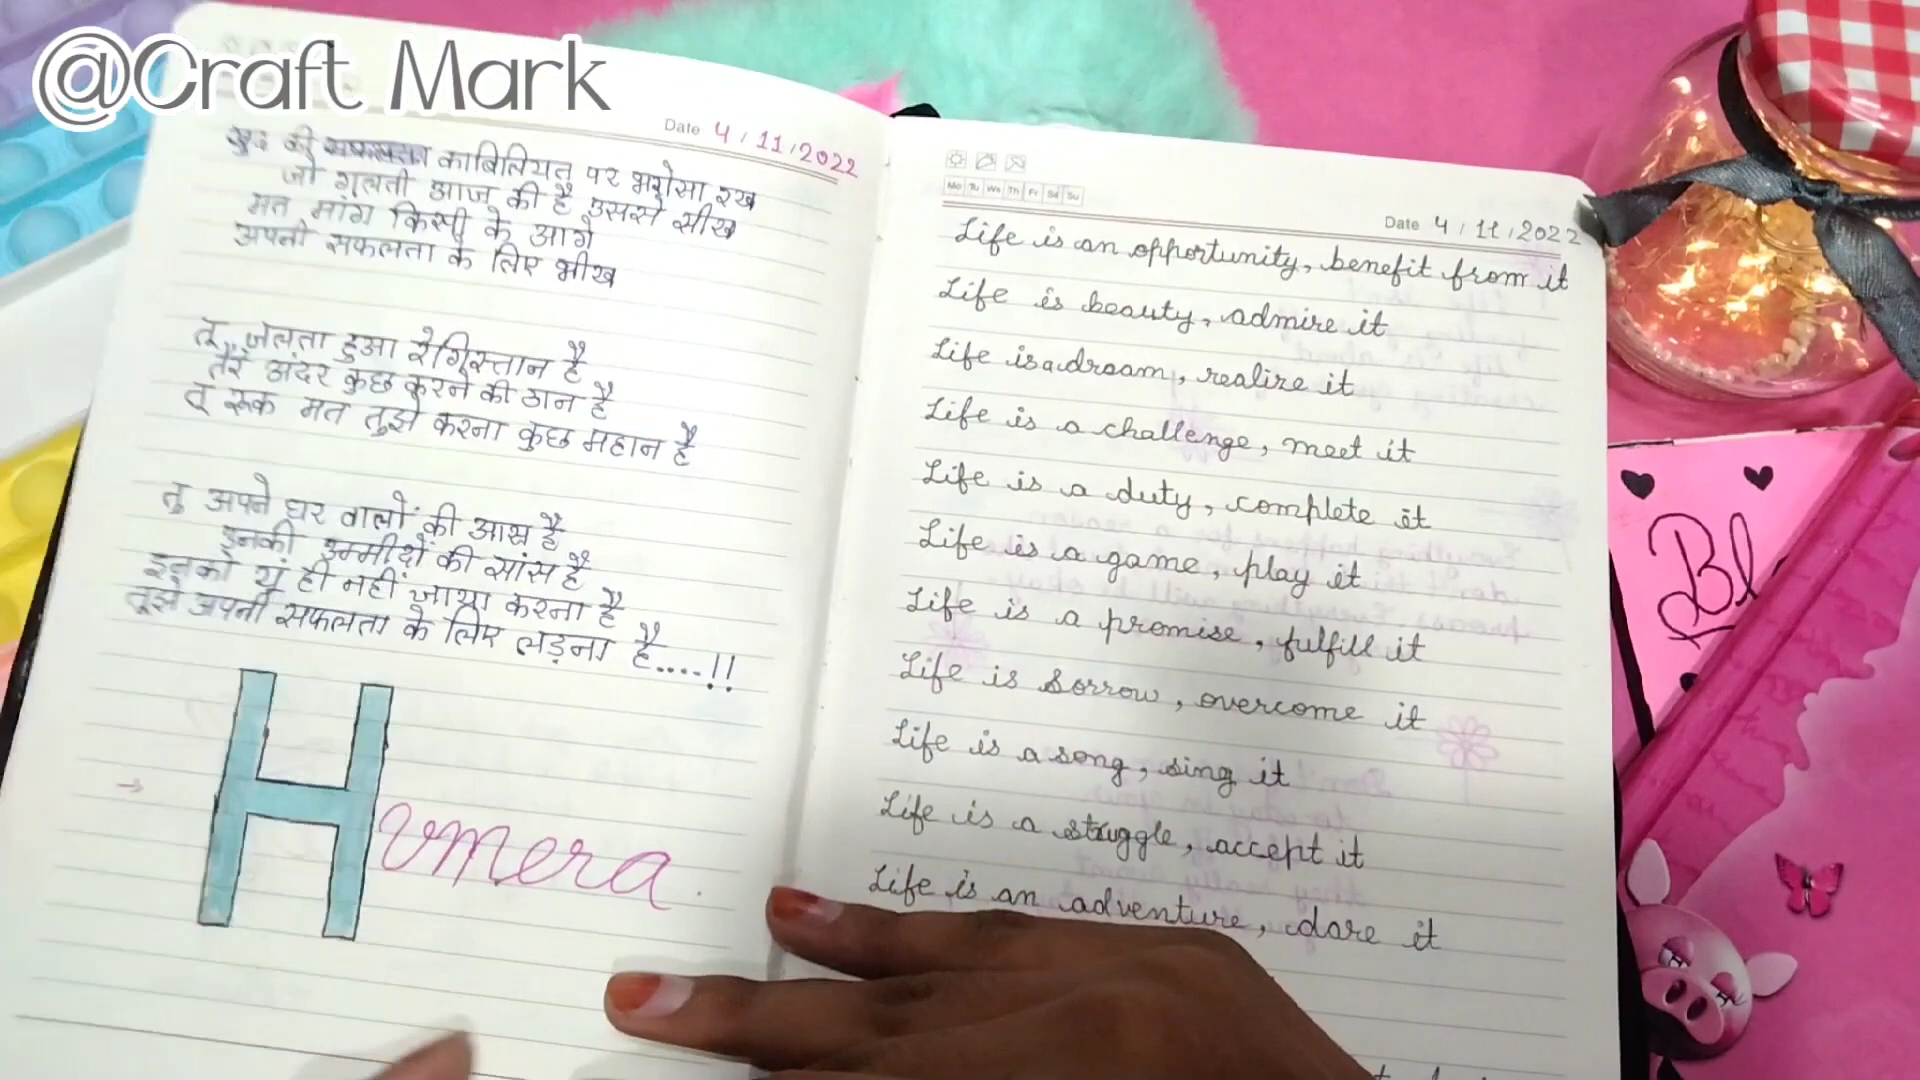 @Craft Mark
Date 4/11/2022
खुद की काबिलियत पर भरोसा रख
जो गलती आज की है उससे सीख
मत मांग किसी के आगे
अपनी सफलता के लिए भीख
तू जलता हुआ रेगिस्तान है
तेरे अंदर कुछ करने की ठान है
तू रूक मत तुझे करना कुछ महान है
तु अपने घर वालों की आस है
इनकी उम्मीदों की सांस है
इनको यूं ही नहीं जाया करना है
तूझे अपनी सफलता के लिए लड़ना है....!!
Humera.
Mo Tu We Th Fr Sa Su
Date 4/11/2022
Life is an opportunity, benefit from it
Life is beauty, admire it
Life is a dream, realize it
Life is a challenge, meet it
Life is a duty, complete it
Life is a game, play it
Life is a promise, fulfill it
Life is sorrow, overcome it
Life is a song, sing it
Life is a struggle, accept it
Life is an adventure, dare it
Bl